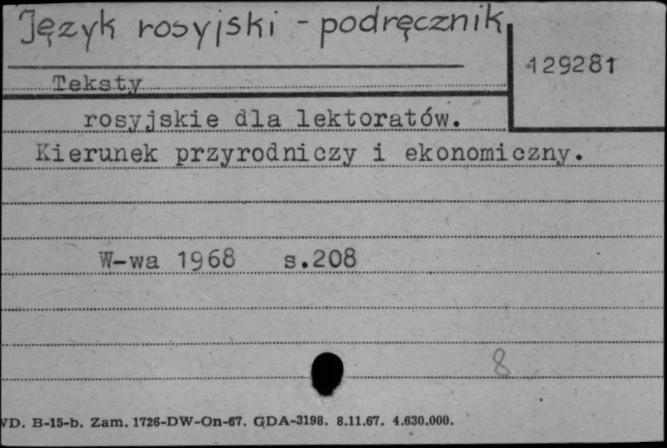 Język rosyjski - podręcznik
129281
Teksty
rosyjskie dla lektoratów.
Kierunek przyrodniczy i ekonomiczny.
W-wa 1968 s.208
8
VD. B-15-b. Zam. 1726-DW-On-67. GDA-3198. 8.11.67. 4.630.000.